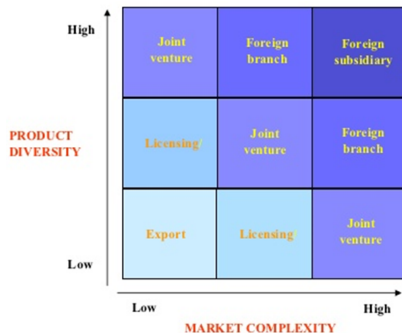 High
Joint
venture
Foreign
branch
Foreign
subsidiary
PRODUCT
DIVERSITY
Licensing/
Joint
venture
Foreign
branch
Export
Licensing/
Joint
venture
Low
Low
High
MARKET COMPLEXITY